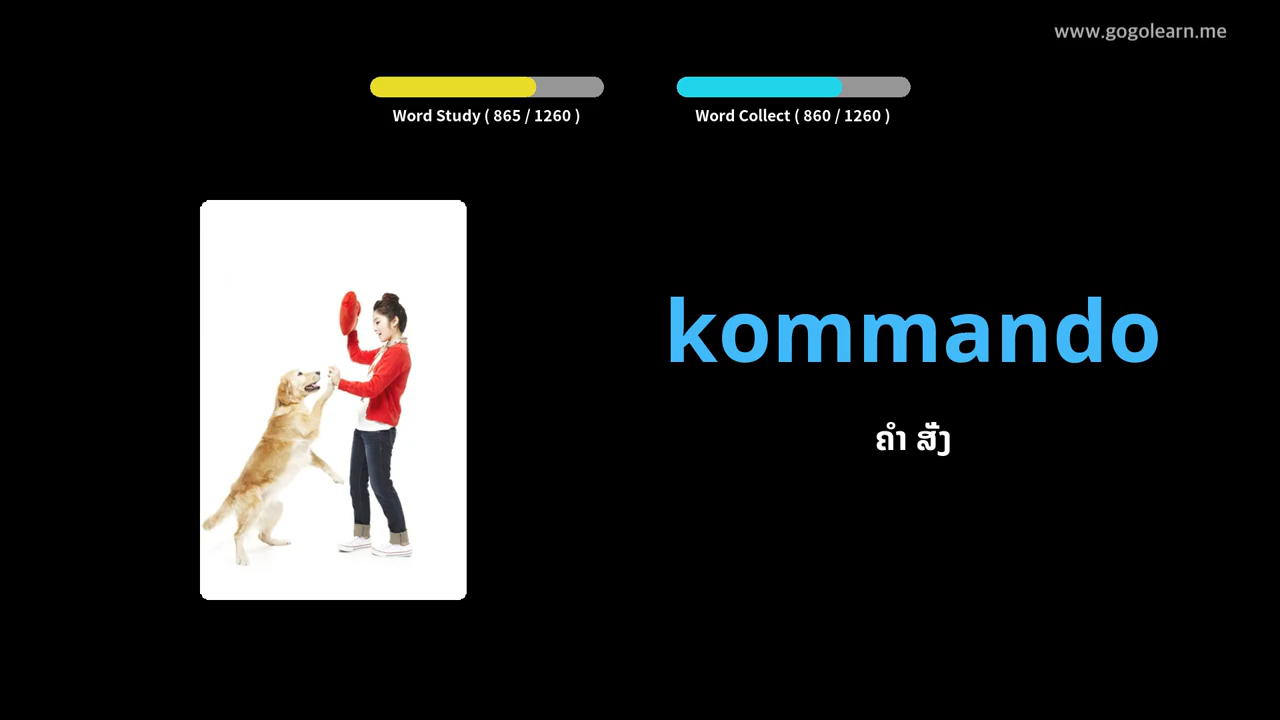 www.gogolearn.me
Word Study ( 865 / 1260 )
Word Collect ( 860 / 1260 )
kommando
ຄໍາ ສັ່ງ